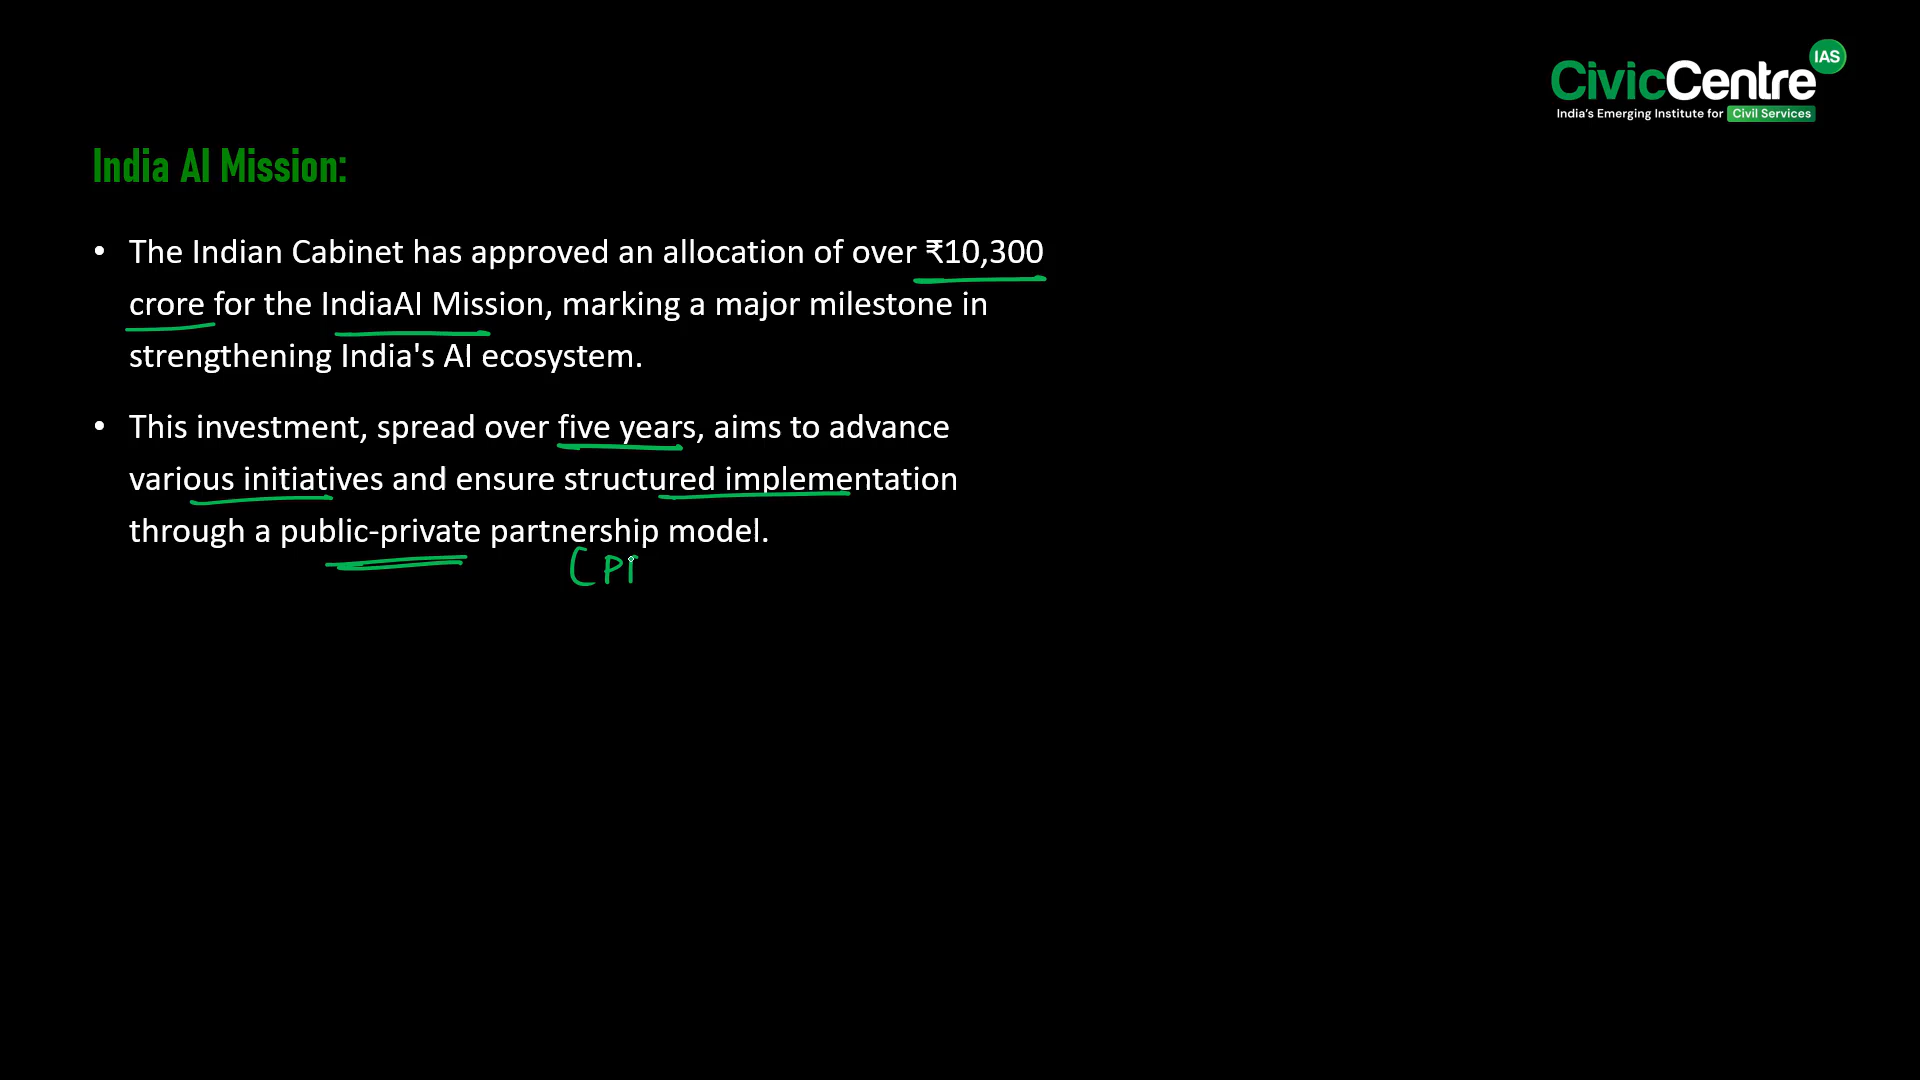 IAS
CivicCentre
India's Emerging Institute for Civil Services
India AI Mission:
• The Indian Cabinet has approved an allocation of over ₹10,300
crore for the IndiaAI Mission, marking a major milestone in
strengthening India's AI ecosystem.
• This investment, spread over five years, aims to advance
various initiatives and ensure structured implementation
through a public-private partnership model.